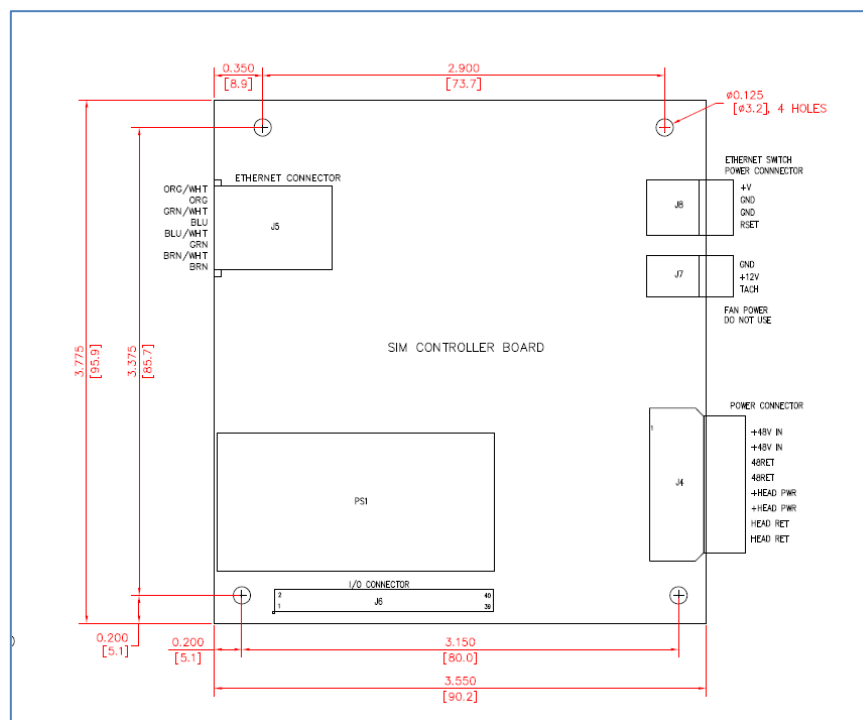 0.350
[8.9]
2.900
[73.7]
ø0.125
[ø3.2], 4 HOLES
ETHERNET SWITCH
POWER CONNNECTOR
J8
+V
GND
GND
RSET
ETHERNET CONNECTOR
ORG/WHT
ORG
GRN/WHT
BLU
BLU/WHT
GRN
BRN/WHT
BRN
J5
J7
GND
+12V
TACH
FAN POWER
DO NOT USE
SIM CONTROLLER BOARD
3.775
[95.9]
3.375
[85.7]
POWER CONNECTOR
1
J4
+48V IN
+48V IN
48RET
48RET
+HEAD PWR
+HEAD PWR
HEAD RET
HEAD RET
PS1
I/O CONNECTOR
2
40
J6
1
39
0.200
[5.1]
0.200
[5.1]
3.150
[80.0]
3.550
[90.2]